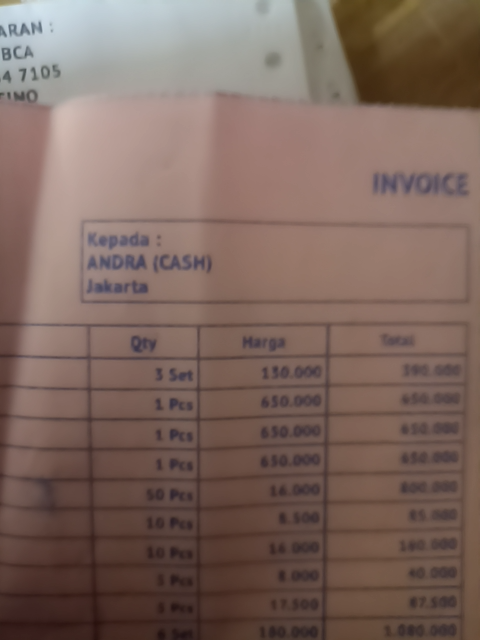 ARAN :
BCA
4 7105
TINO
INVOICE
Kepada :
ANDRA (CASH)
Jakarta
Qty Harga Total
3 Set 130.000 390.000
1 Pcs 650.000 650.000
1 Pcs 650.000 650.000
1 Pcs 650.000 650.000
50 Pcs 16.000 800.000
10 Pcs 8.500 85.000
10 Pcs 16.000 160.000
5 Pcs 8.000 40.000
5 Pcs 17.500 87.500
6 Set 180.000 1.080.000